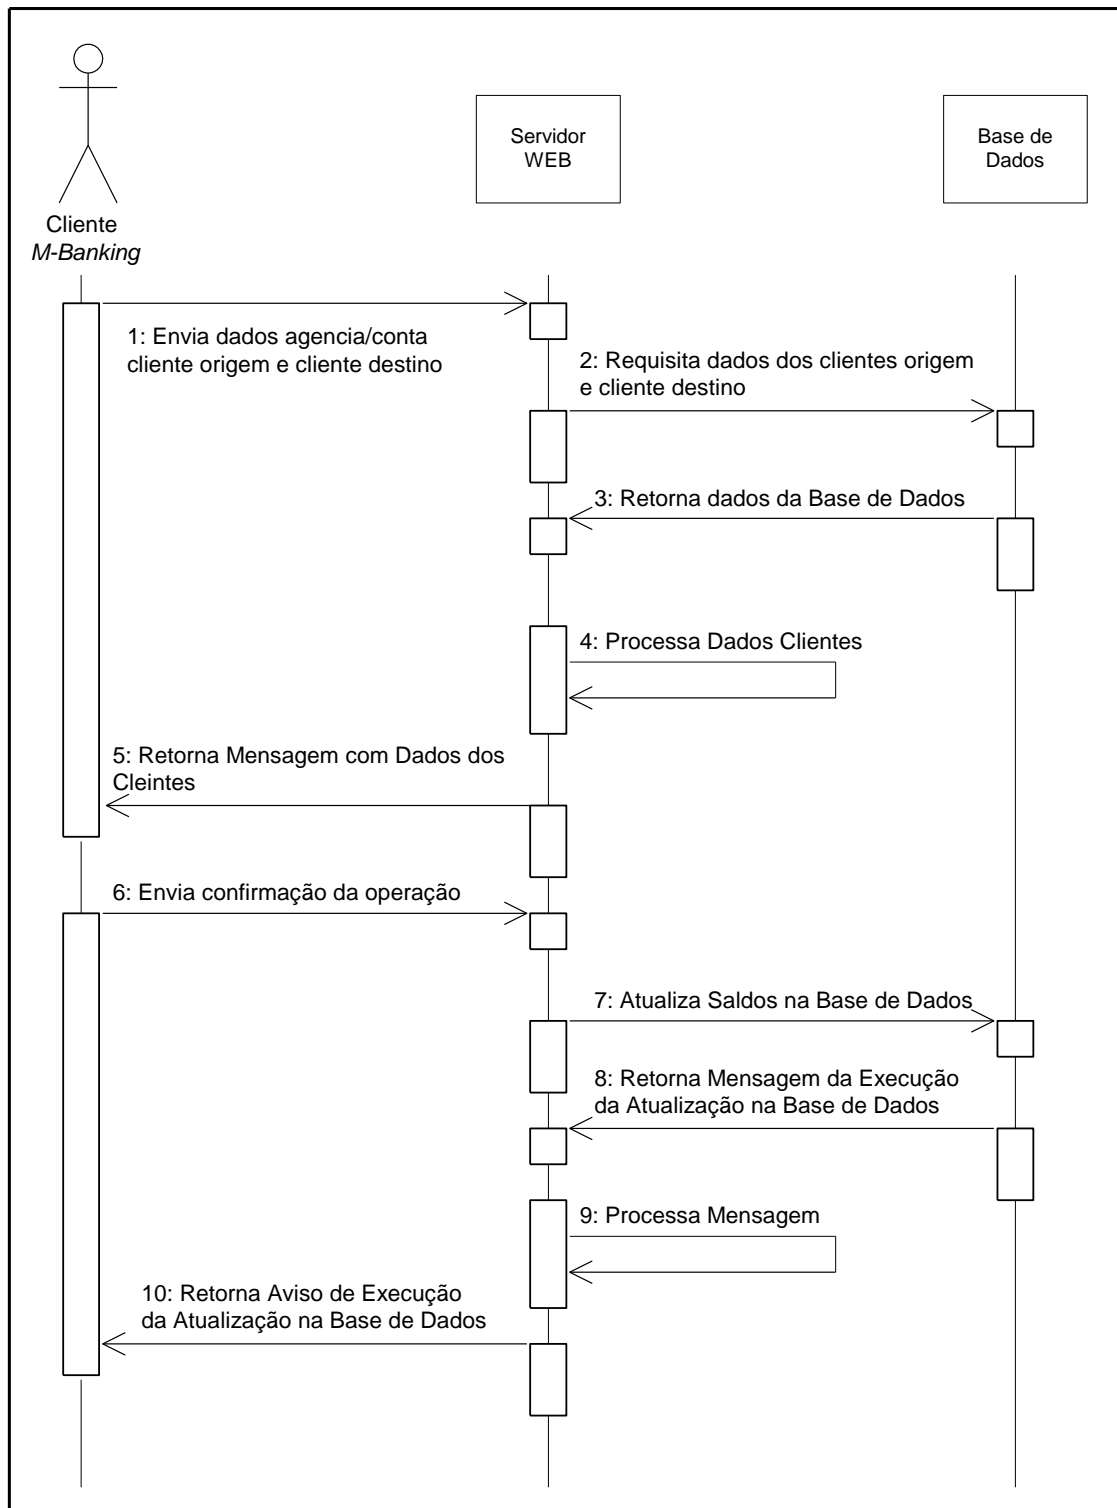 Servidor
WEB
Base de
Dados
Cliente
M-Banking
1: Envia dados agencia/conta
cliente origem e cliente destino
2: Requisita dados dos clientes origem
e cliente destino
3: Retorna dados da Base de Dados
4: Processa Dados Clientes
5: Retorna Mensagem com Dados dos
Cleintes
6: Envia confirmação da operação
7: Atualiza Saldos na Base de Dados
8: Retorna Mensagem da Execução
da Atualização na Base de Dados
9: Processa Mensagem
10: Retorna Aviso de Execução
da Atualização na Base de Dados